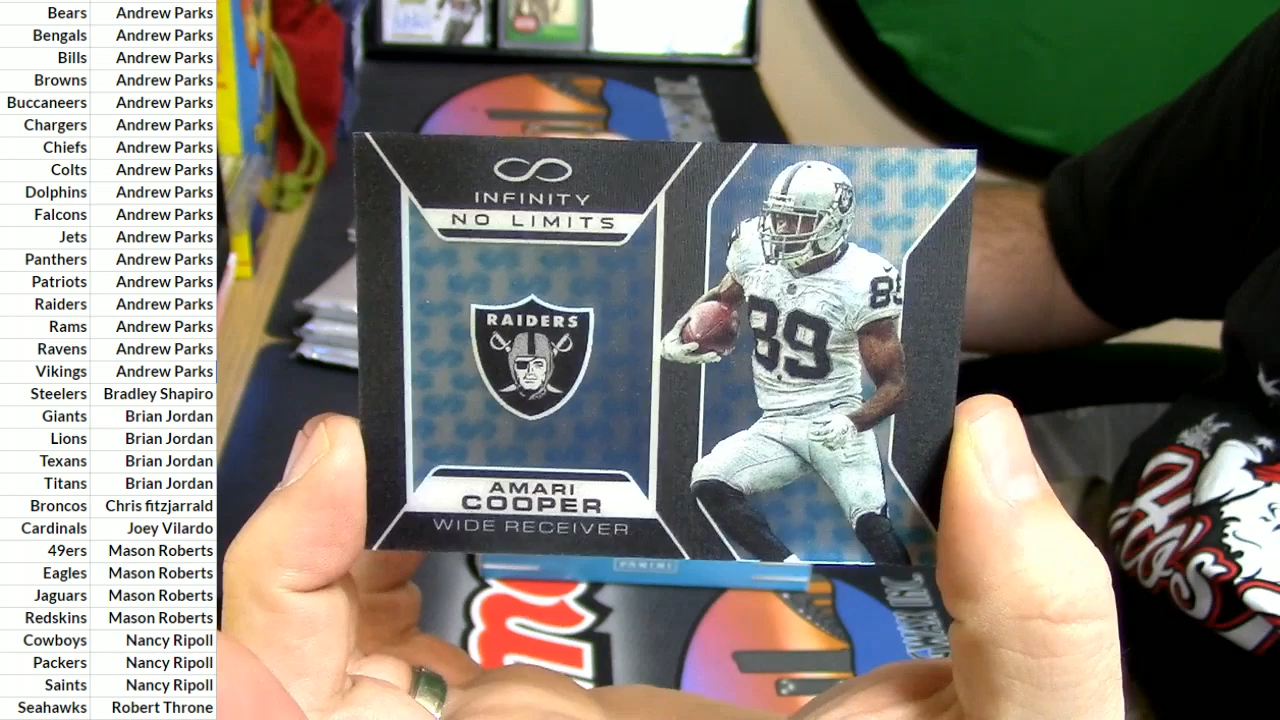 Bears Andrew Parks
Bengals Andrew Parks
Bills Andrew Parks
Browns Andrew Parks
Buccaneers Andrew Parks
Chargers Andrew Parks
Chiefs Andrew Parks
Colts Andrew Parks
Dolphins Andrew Parks
Falcons Andrew Parks
Jets Andrew Parks
Panthers Andrew Parks
Patriots Andrew Parks
Raiders Andrew Parks
Rams Andrew Parks
Ravens Andrew Parks
Vikings Andrew Parks
Steelers Bradley Shapiro
Giants Brian Jordan
Lions Brian Jordan
Texans Brian Jordan
Titans Brian Jordan
Broncos Chris fitzjarrald
Cardinals Joey Vilardo
49ers Mason Roberts
Eagles Mason Roberts
Jaguars Mason Roberts
Redskins Mason Roberts
Cowboys Nancy Ripoll
Packers Nancy Ripoll
Saints Nancy Ripoll
Seahawks Robert Throne
INFINITY
NO LIMITS
RAIDERS
AMARI
COOPER
WIDE RECEIVER
89
89
PANINI